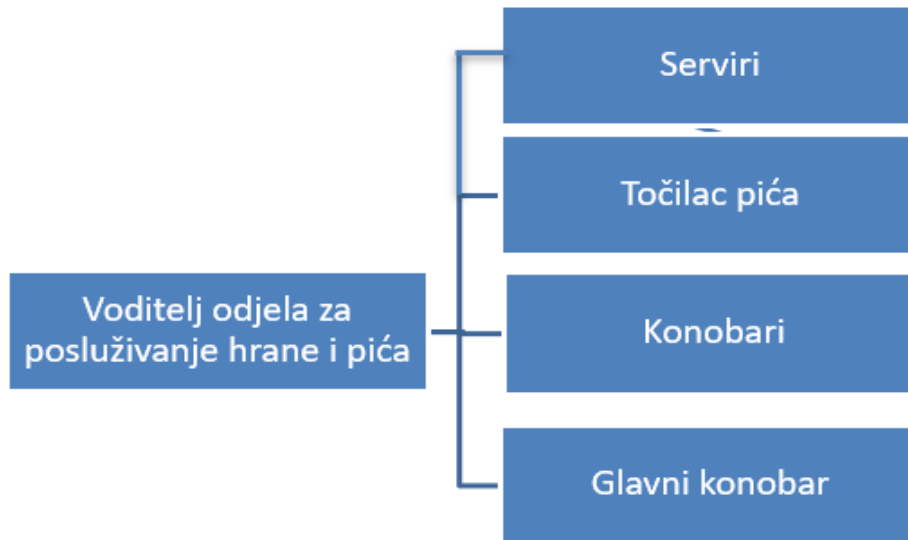 Serviri
Točilac pića
Voditelj odjela za
posluživanje hrane i pića
Konobari
Glavni konobar